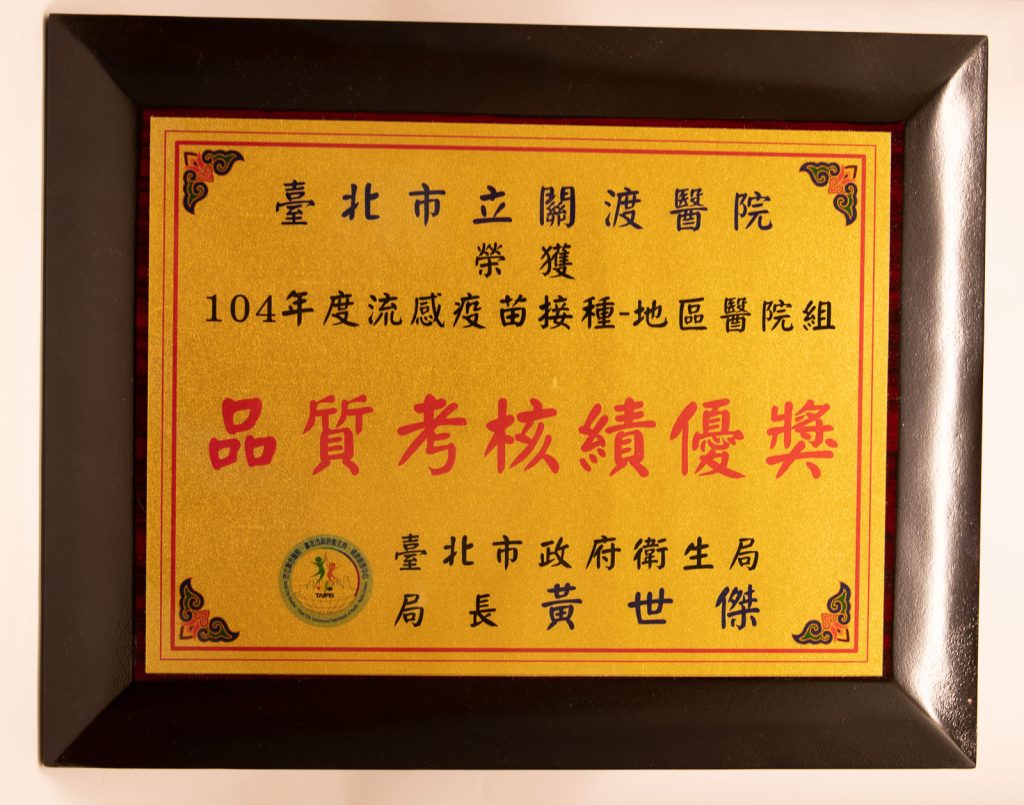 臺北市立關渡醫院
榮獲
104年度流感疫苗接種-地區醫院組
品質考核績優獎
臺北市政府衛生局
局長 黃世傑
TAIPEI